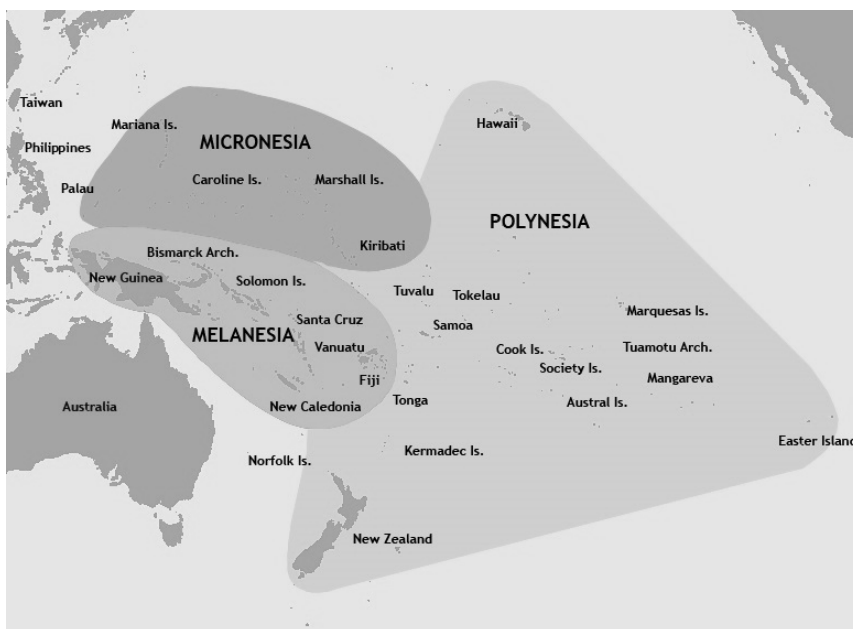 Taiwan
Mariana Is.
Hawaii
MICRONESIA
Philippines
Palau
Caroline Is.
Marshall Is.
POLYNESIA
Kiribati
Bismarck Arch.
New Guinea
Solomon Is.
Tuvalu
Tokelau
Marquesas Is.
Santa Cruz
Samoa
MELANESIA
Vanuatu
Cook Is.
Tuamotu Arch.
Society Is.
Fiji
Mangareva
Australia
New Caledonia
Tonga
Austral Is.
Easter Island
Kermadec Is.
Norfolk Is.
New Zealand